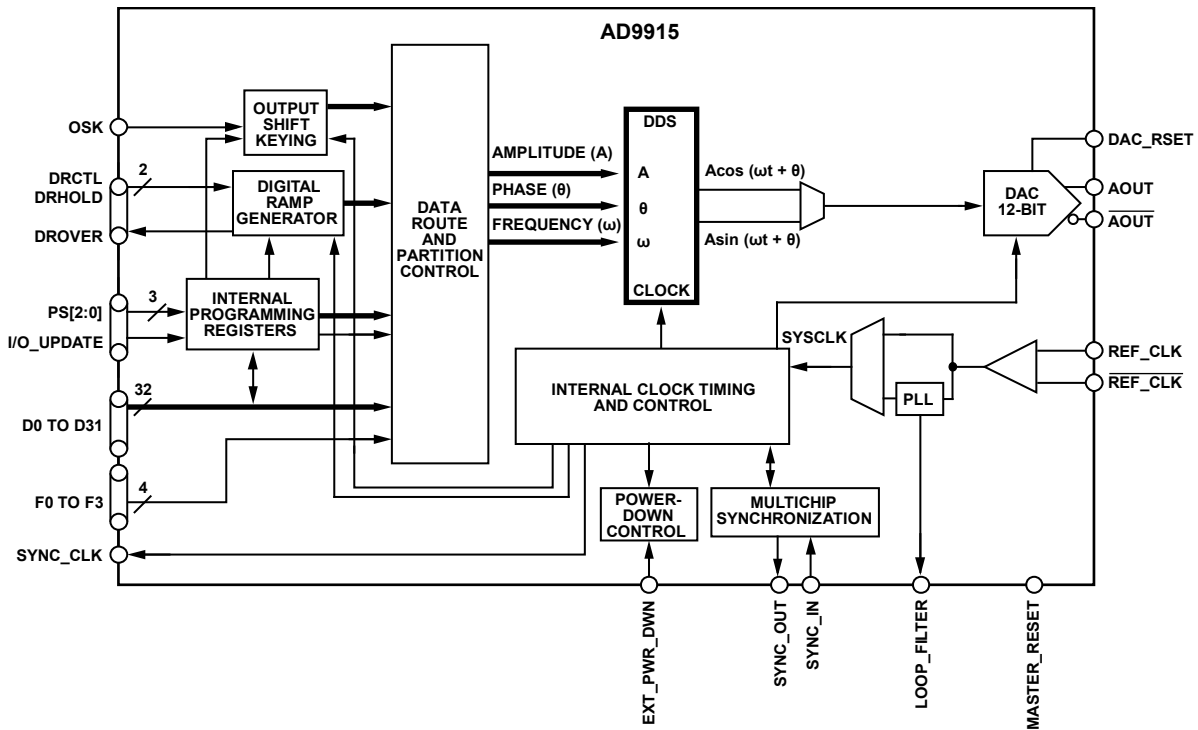 AD9915
OSK
OUTPUT
SHIFT
KEYING
DRCTL
DRHOLD
2
DROVER
DIGITAL
RAMP
GENERATOR
PS[2:0]
3
I/O_UPDATE
INTERNAL
PROGRAMMING
REGISTERS
D0 TO D31
32
F0 TO F3
4
SYNC_CLK
DATA
ROUTE
AND
PARTITION
CONTROL
AMPLITUDE (A)
PHASE (θ)
FREQUENCY (ω)
DDS
A
θ
ω
CLOCK
Acos (ωt + θ)
Asin (ωt + θ)
DAC
12-BIT
DAC_RSET
AOUT
AOUT
INTERNAL CLOCK TIMING
AND CONTROL
SYSCLK
PLL
REF_CLK
REF_CLK
POWER-
DOWN
CONTROL
MULTICHIP
SYNCHRONIZATION
EXT_PWR_DWN
SYNC_OUT
SYNC_IN
LOOP_FILTER
MASTER_RESET